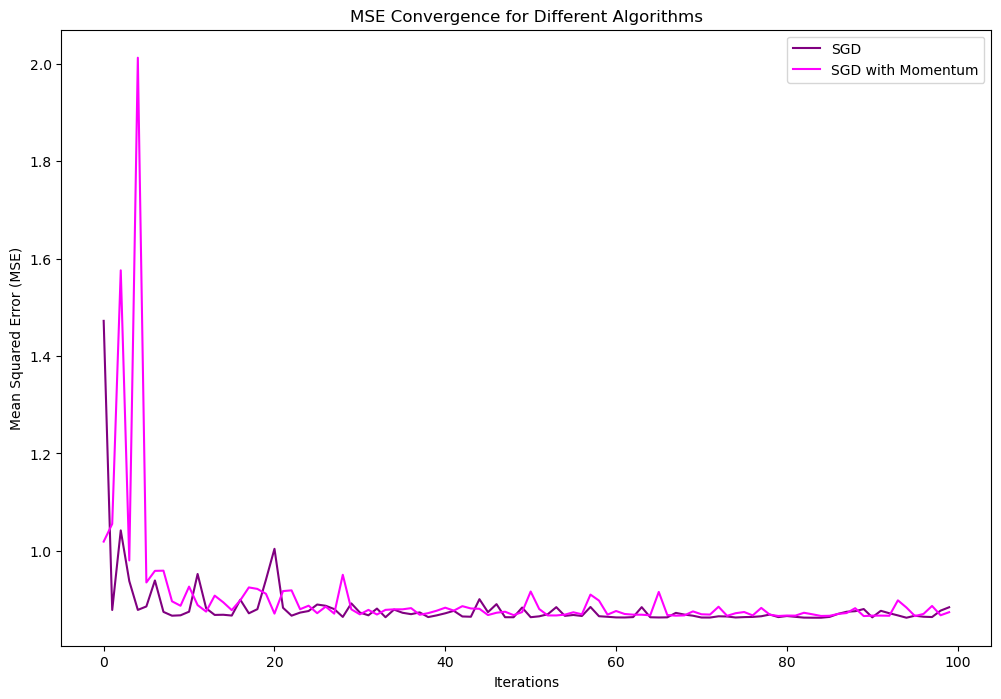 MSE Convergence for Different Algorithms
SGD
SGD with Momentum
2.0
1.8
1.6
1.4
1.2
1.0
Mean Squared Error (MSE)
0
20
40
60
80
100
Iterations